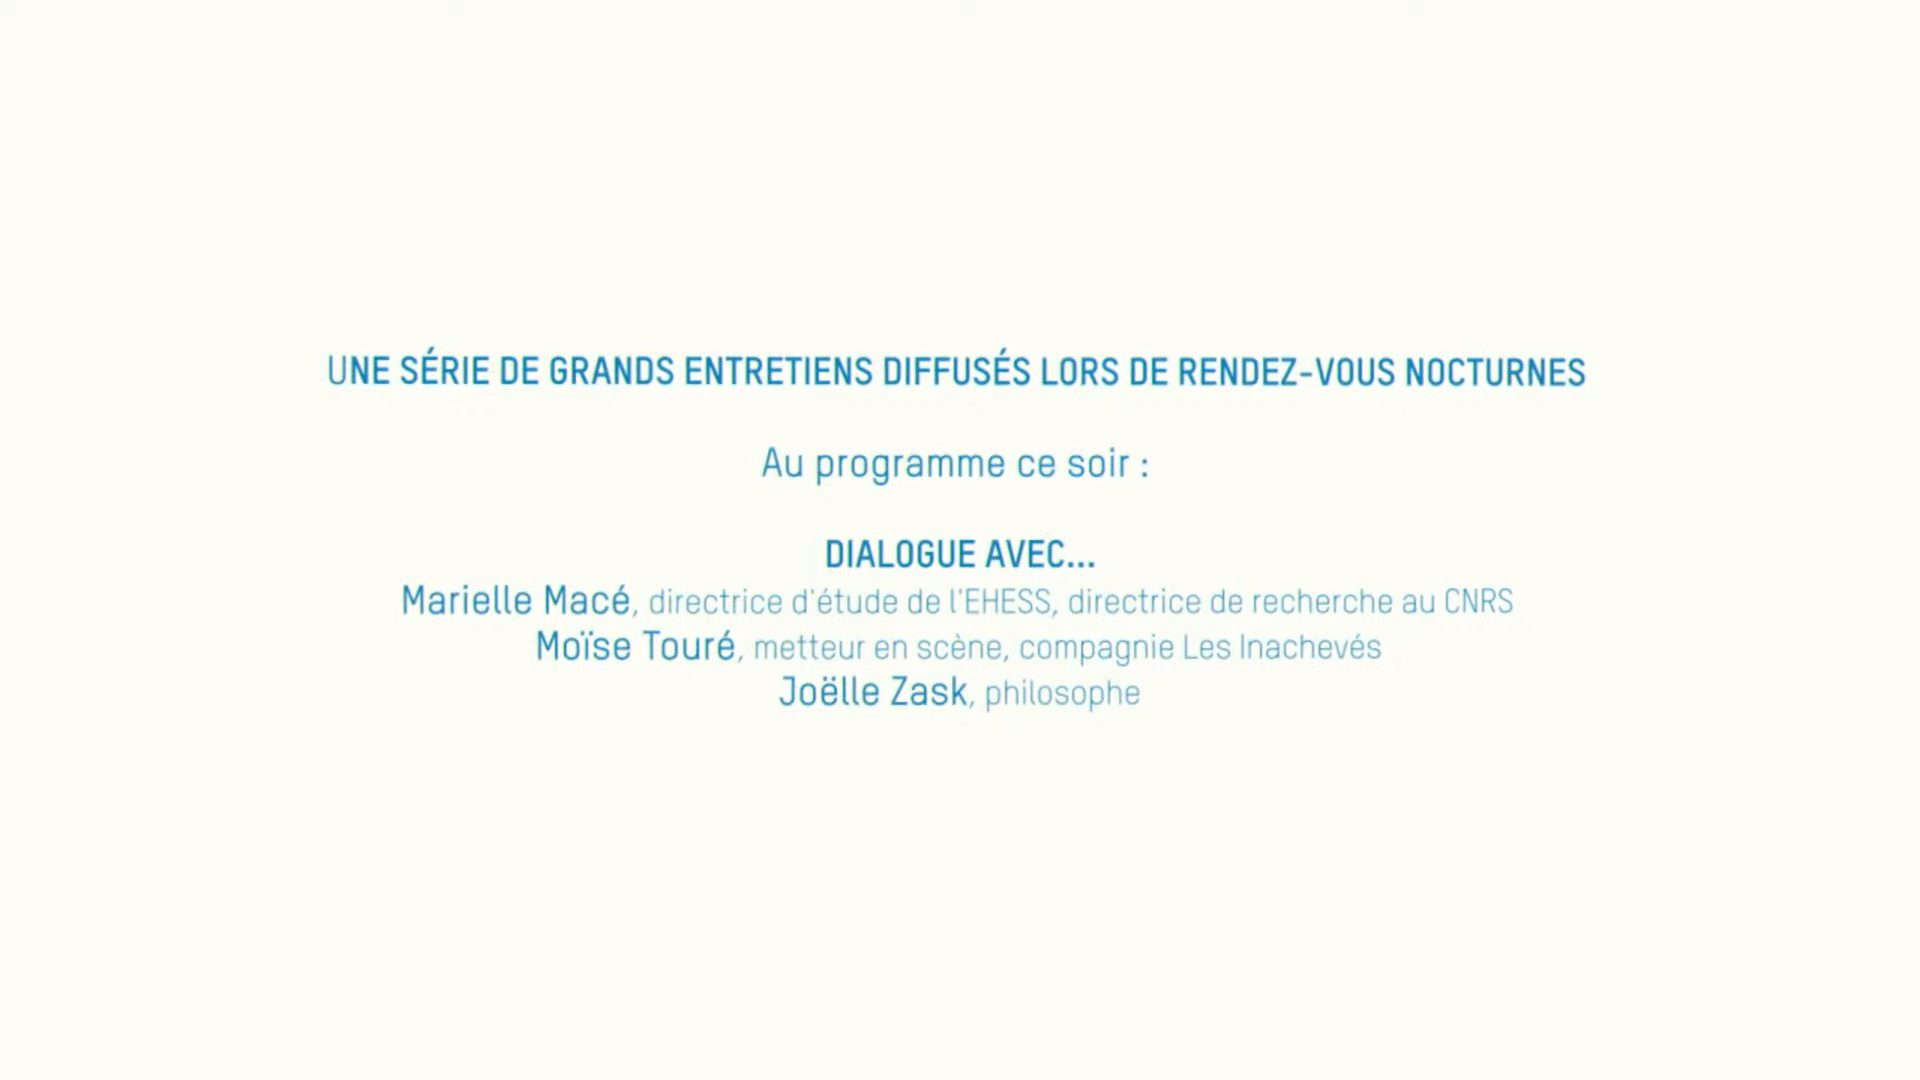 UNE SÉRIE DE GRANDS ENTRETIENS DIFFUSÉS LORS DE RENDEZ-VOUS NOCTURNES
Au programme ce soir :
DIALOGUE AVEC...
Marielle Macé, directrice d'étude de l'EHESS, directrice de recherche au CNRS
Moïse Touré, metteur en scène, compagnie Les Inachevés
Joëlle Zask, philosophe